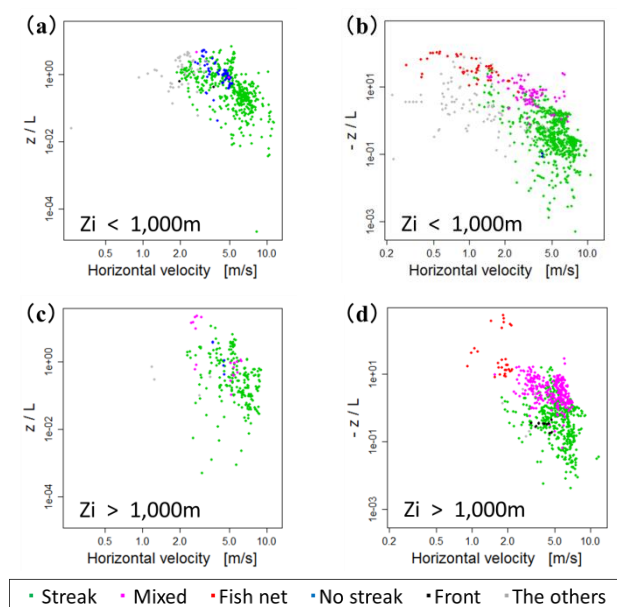 (a)
z / L
1e+00
1e-02
1e-04
Zi < 1,000m
0.5 1.0 2.0 5.0 10.0
Horizontal velocity [m/s]
(b)
- z / L
1e+01
1e-01
1e-03
Zi < 1,000m
0.2 0.5 1.0 2.0 5.0 10.0
Horizontal velocity [m/s]
(c)
z / L
1e+00
1e-02
1e-04
Zi > 1,000m
0.5 1.0 2.0 5.0 10.0
Horizontal velocity [m/s]
(d)
- z / L
1e+01
1e-01
1e-03
Zi > 1,000m
0.2 0.5 1.0 2.0 5.0 10.0
Horizontal velocity [m/s]
Streak Mixed Fish net No streak Front The others